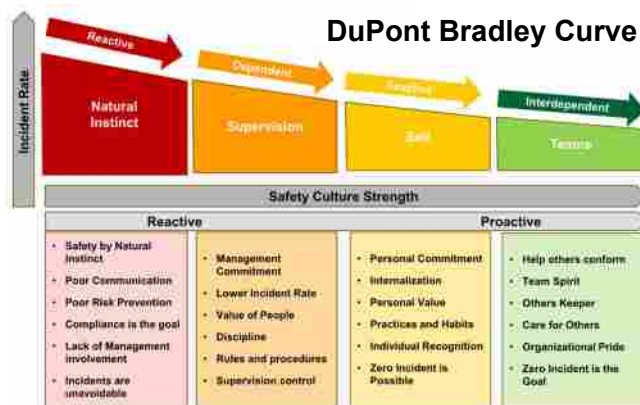 DuPont Bradley Curve
Reactive
Dependent
Interdependent
Incident Rate
Natural
Instinct
Supervision
Self
Teams
Safety Culture Strength
Reactive
Proactive
• Safety by Natural
Instinct
• Poor Communication
• Poor Risk Prevention
• Compliance is the goal
• Lack of Management
involvement
• Incidents are
unavoidable
• Management
Commitment
• Lower Incident Rate
• Value of People
• Discipline
• Rules and procedures
• Supervision control
• Personal Commitment
• Internalization
• Personal Value
• Practices and Habits
• Individual Recognition
• Zero Incident is
Possible
• Help others conform
• Team Spirit
• Others Keeper
• Care for Others
• Organizational Pride
• Zero Incident is the
Goal